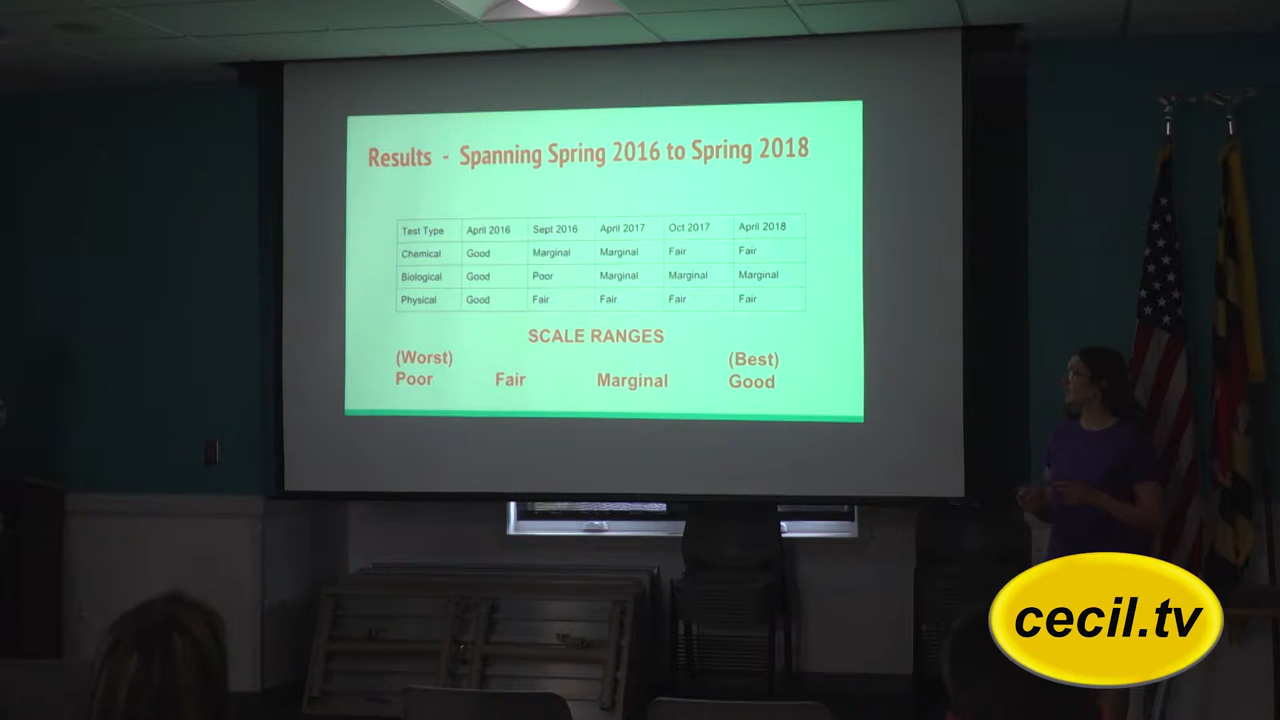 Results - Spanning Spring 2016 to Spring 2018
Test Type April 2016 Sept 2016 April 2017 Oct 2017 April 2018
Chemical Good Marginal Marginal Fair Fair
Biological Good Poor Marginal Marginal Marginal
Physical Good Fair Fair Fair Fair
SCALE RANGES
(Worst) (Best)
Poor Fair Marginal Good
cecil.tv